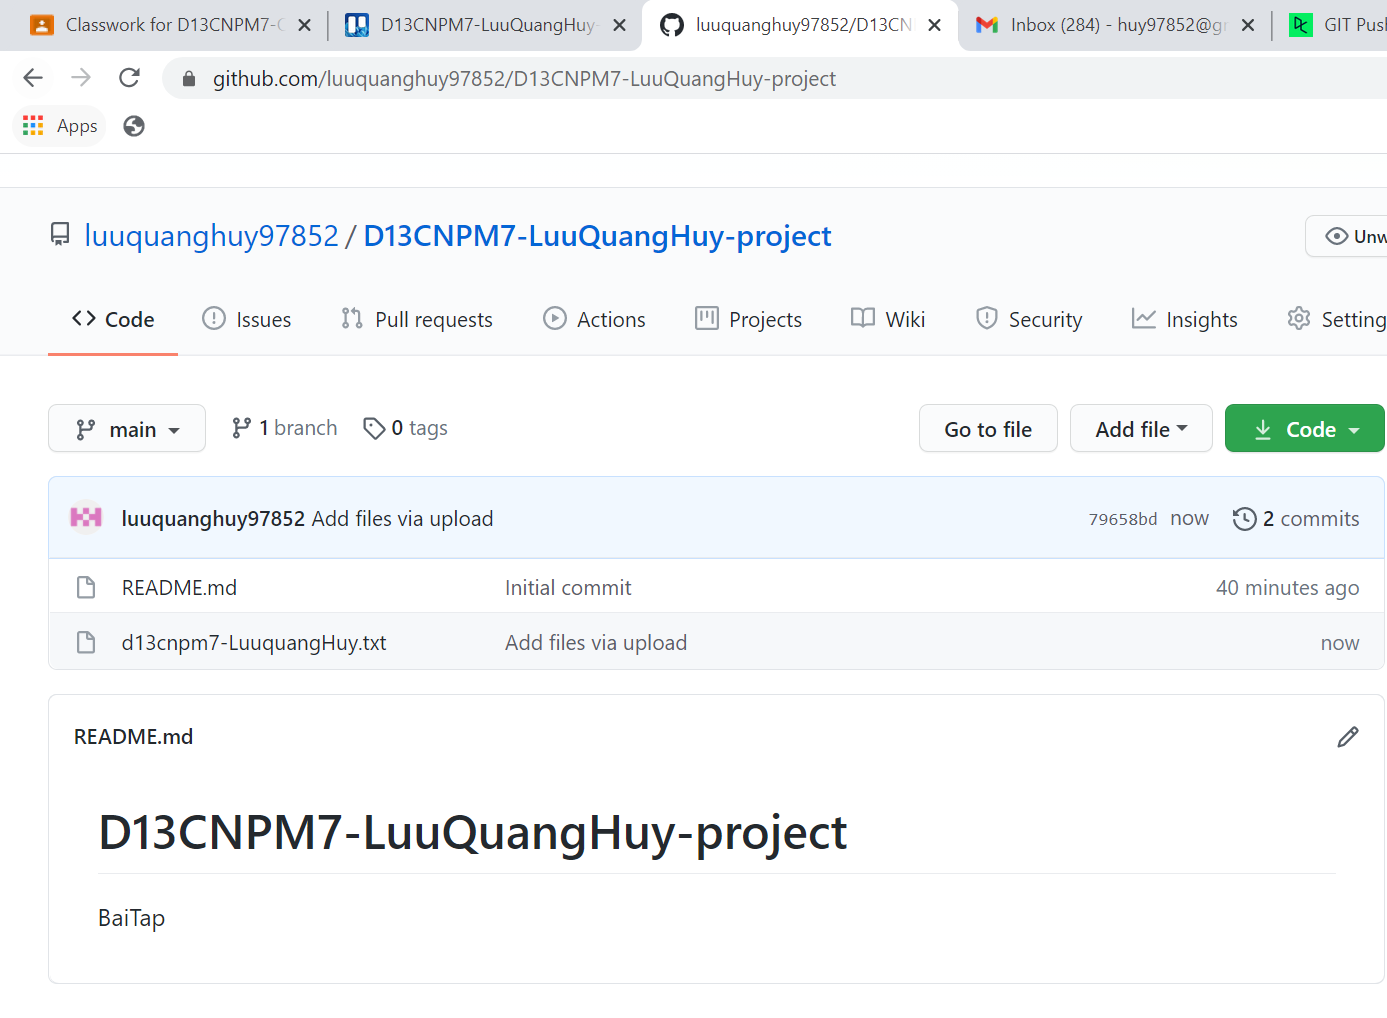 Classwork for D13CNPM7-
D13CNPM7-LuuQuangHuy-
luuquanghuy97852/D13CN
Inbox (284) - huy97852@g
GIT Pus
github.com/luuquanghuy97852/D13CNPM7-LuuQuangHuy-project
Apps
luuquanghuy97852 / D13CNPM7-LuuQuangHuy-project
Unw
Code Issues Pull requests Actions Projects Wiki Security Insights Setting
main 1 branch 0 tags Go to file Add file Code
luuquanghuy97852 Add files via upload 79658bd now 2 commits
README.md Initial commit 40 minutes ago
d13cnpm7-LuuquangHuy.txt Add files via upload now
README.md
D13CNPM7-LuuQuangHuy-project
BaiTap